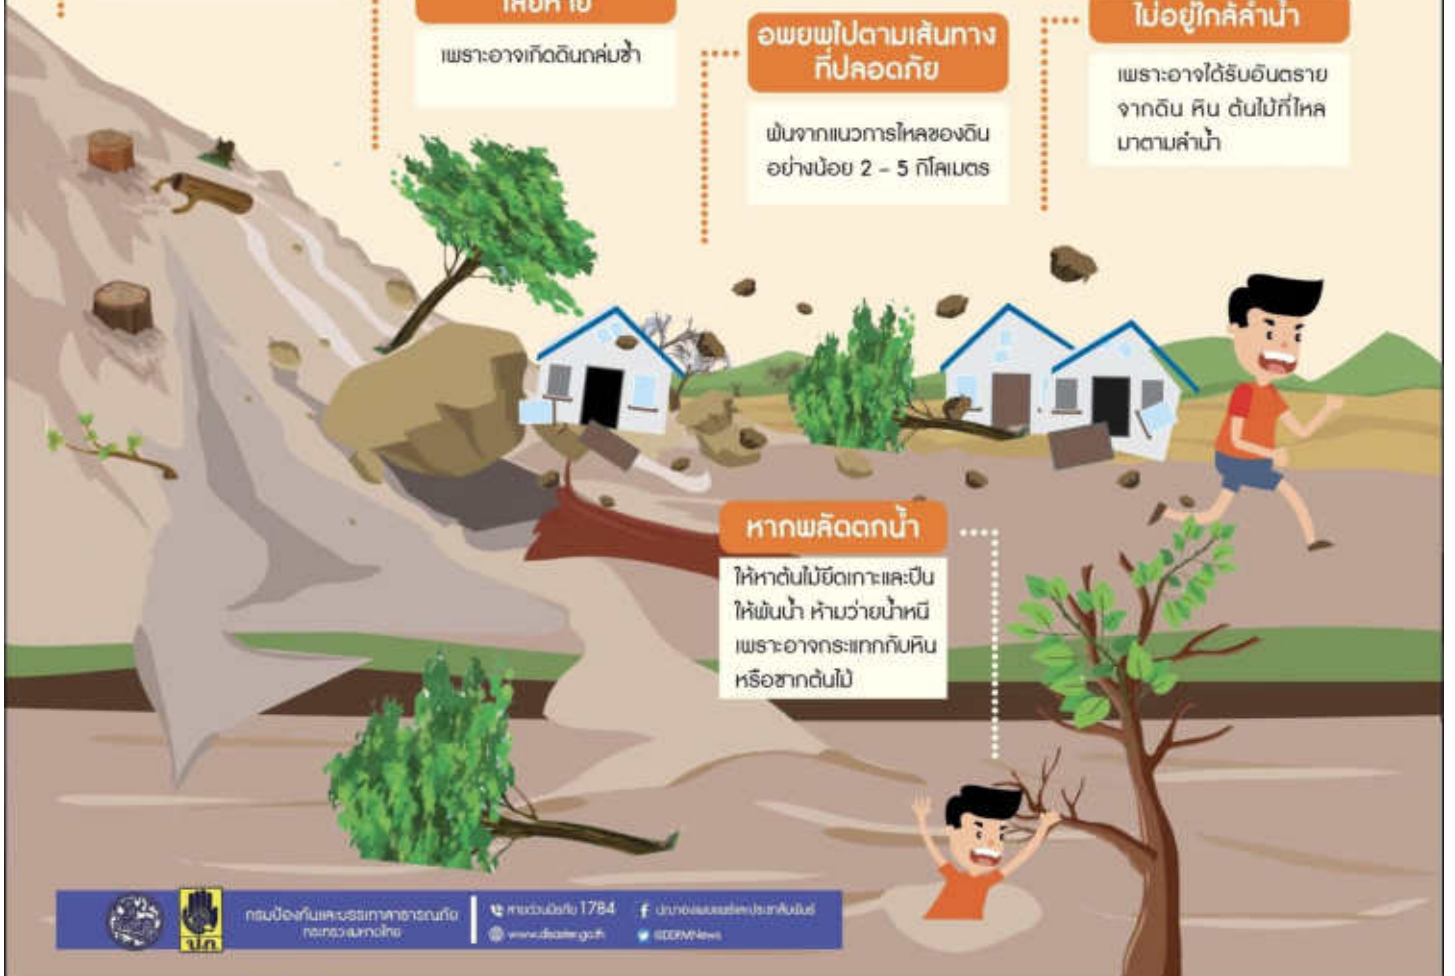 เพราะอาจเกิดดินถล่มซ้ำ
อพยพไปตามเส้นทาง
ที่ปลอดภัย
พ้นจากแนวการไหลของดิน
อย่างน้อย 2 – 5 กิโลเมตร
ไม่อยู่ใกล้ลำน้ำ
เพราะอาจได้รับอันตราย
จากดิน หิน ต้นไม้ที่ไหล
มาตามลำน้ำ
หากพลัดตกน้ำ
ให้หาต้นไม้ยึดเกาะและปีน
ให้พ้นน้ำ ห้ามว่ายน้ำหนี
เพราะอาจกระแทกกับหิน
หรือซากต้นไม้
ปภ.
กรมป้องกันและบรรเทาสาธารณภัย
กระทรวงมหาดไทย
สายด่วนนิรภัย 1784
www.disaster.go.th
@DDPMNews